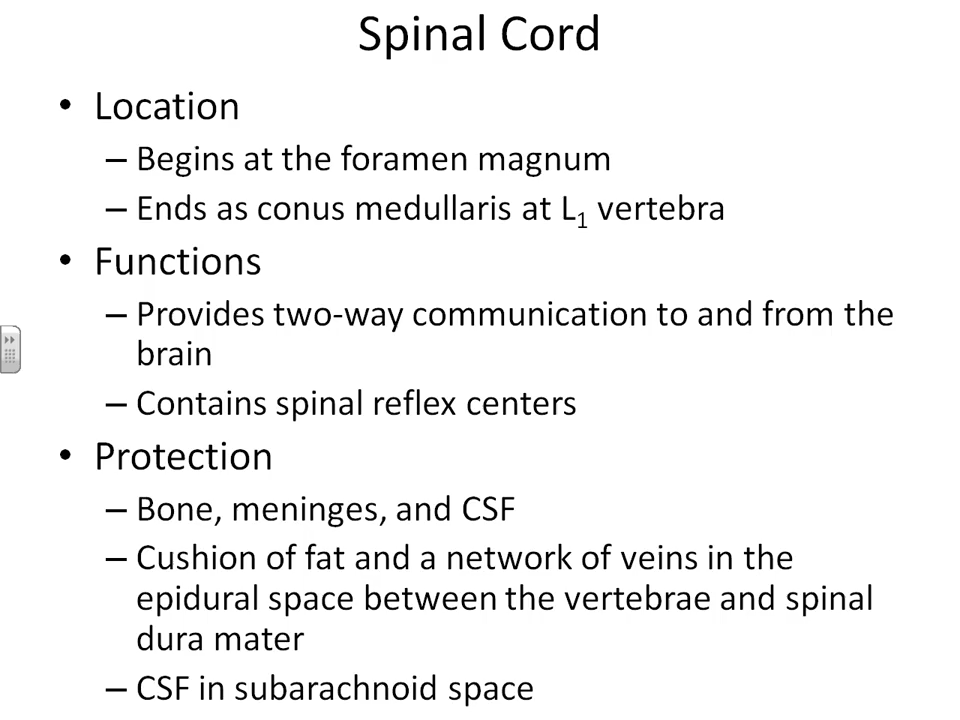 Spinal Cord
• Location
– Begins at the foramen magnum
– Ends as conus medullaris at L₁ vertebra
• Functions
– Provides two-way communication to and from the
brain
– Contains spinal reflex centers
• Protection
– Bone, meninges, and CSF
– Cushion of fat and a network of veins in the
epidural space between the vertebrae and spinal
dura mater
– CSF in subarachnoid space